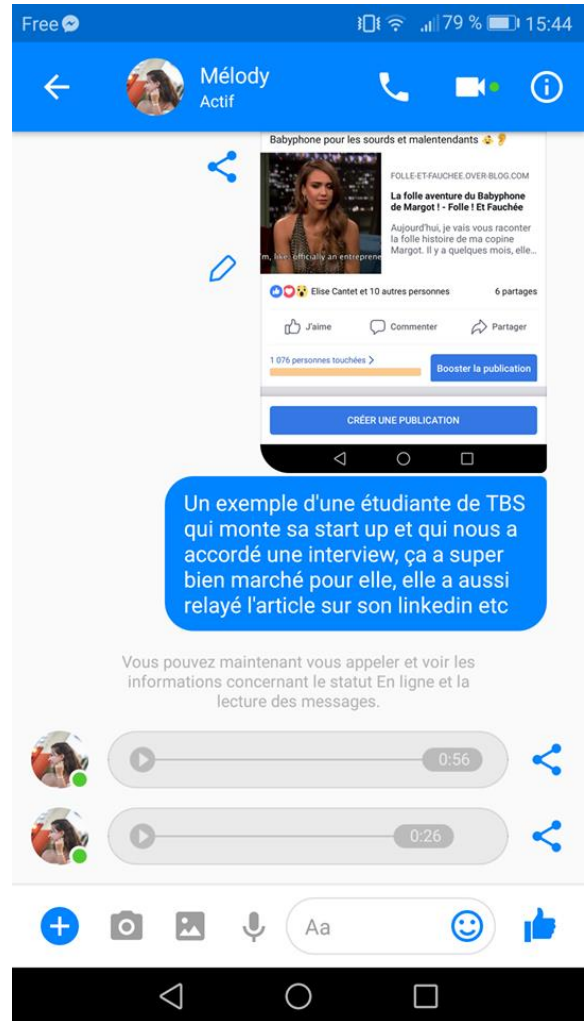 Free
79 % 15:44
Mélody
Actif
Babyphone pour les sourds et malentendants
FOLLE-ET-FAUCHEE.OVER-BLOG.COM
La folle aventure du Babyphone
de Margot ! - Folle ! Et Fauchée
Aujourd'hui, je vais vous raconter
la folle histoire de ma copine
Margot. Il y a quelques mois, elle...
'm, like, officially an entreprene
Elise Cantet et 10 autres personnes 6 partages
J'aime Commenter Partager
1 076 personnes touchées
Booster la publication
CRÉER UNE PUBLICATION
Un exemple d'une étudiante de TBS
qui monte sa start up et qui nous a
accordé une interview, ça a super
bien marché pour elle, elle a aussi
relayé l'article sur son linkedin etc
Vous pouvez maintenant vous appeler et voir les
informations concernant le statut En ligne et la
lecture des messages.
0:56
0:26
Aa